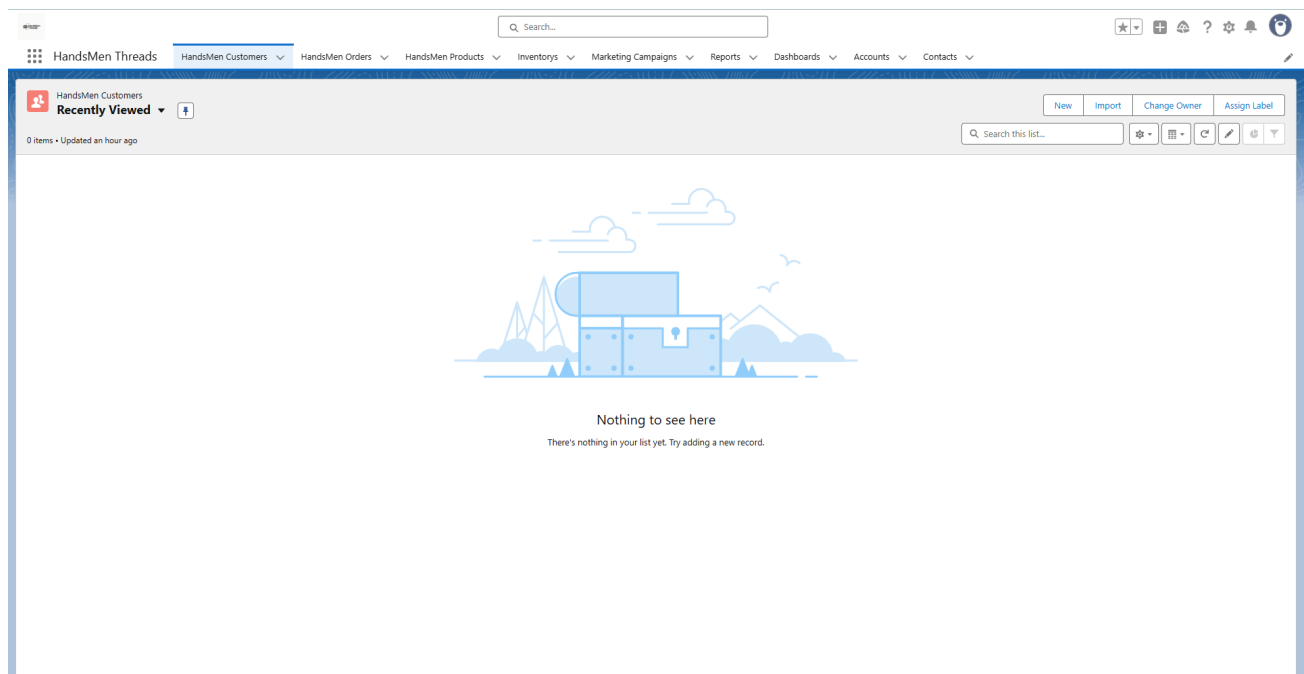 Search...
HandsMen Threads HandsMen Customers HandsMen Orders HandsMen Products Inventorys Marketing Campaigns Reports Dashboards Accounts Contacts
HandsMen Customers
Recently Viewed
New Import Change Owner Assign Label
0 items • Updated an hour ago
Search this list...
Nothing to see here
There's nothing in your list yet. Try adding a new record.